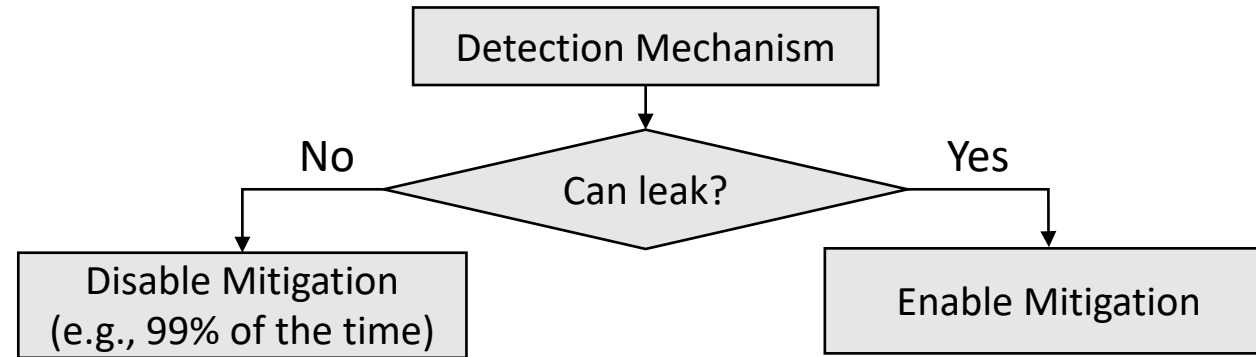 Detection Mechanism
No
Yes
Can leak?
Disable Mitigation
(e.g., 99% of the time)
Enable Mitigation